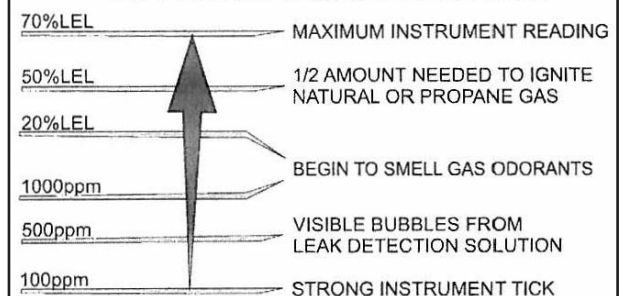 70%LEL
MAXIMUM INSTRUMENT READING
50%LEL
1/2 AMOUNT NEEDED TO IGNITE
NATURAL OR PROPANE GAS
20%LEL
BEGIN TO SMELL GAS ODORANTS
1000ppm
500ppm
VISIBLE BUBBLES FROM
LEAK DETECTION SOLUTION
100ppm
STRONG INSTRUMENT TICK